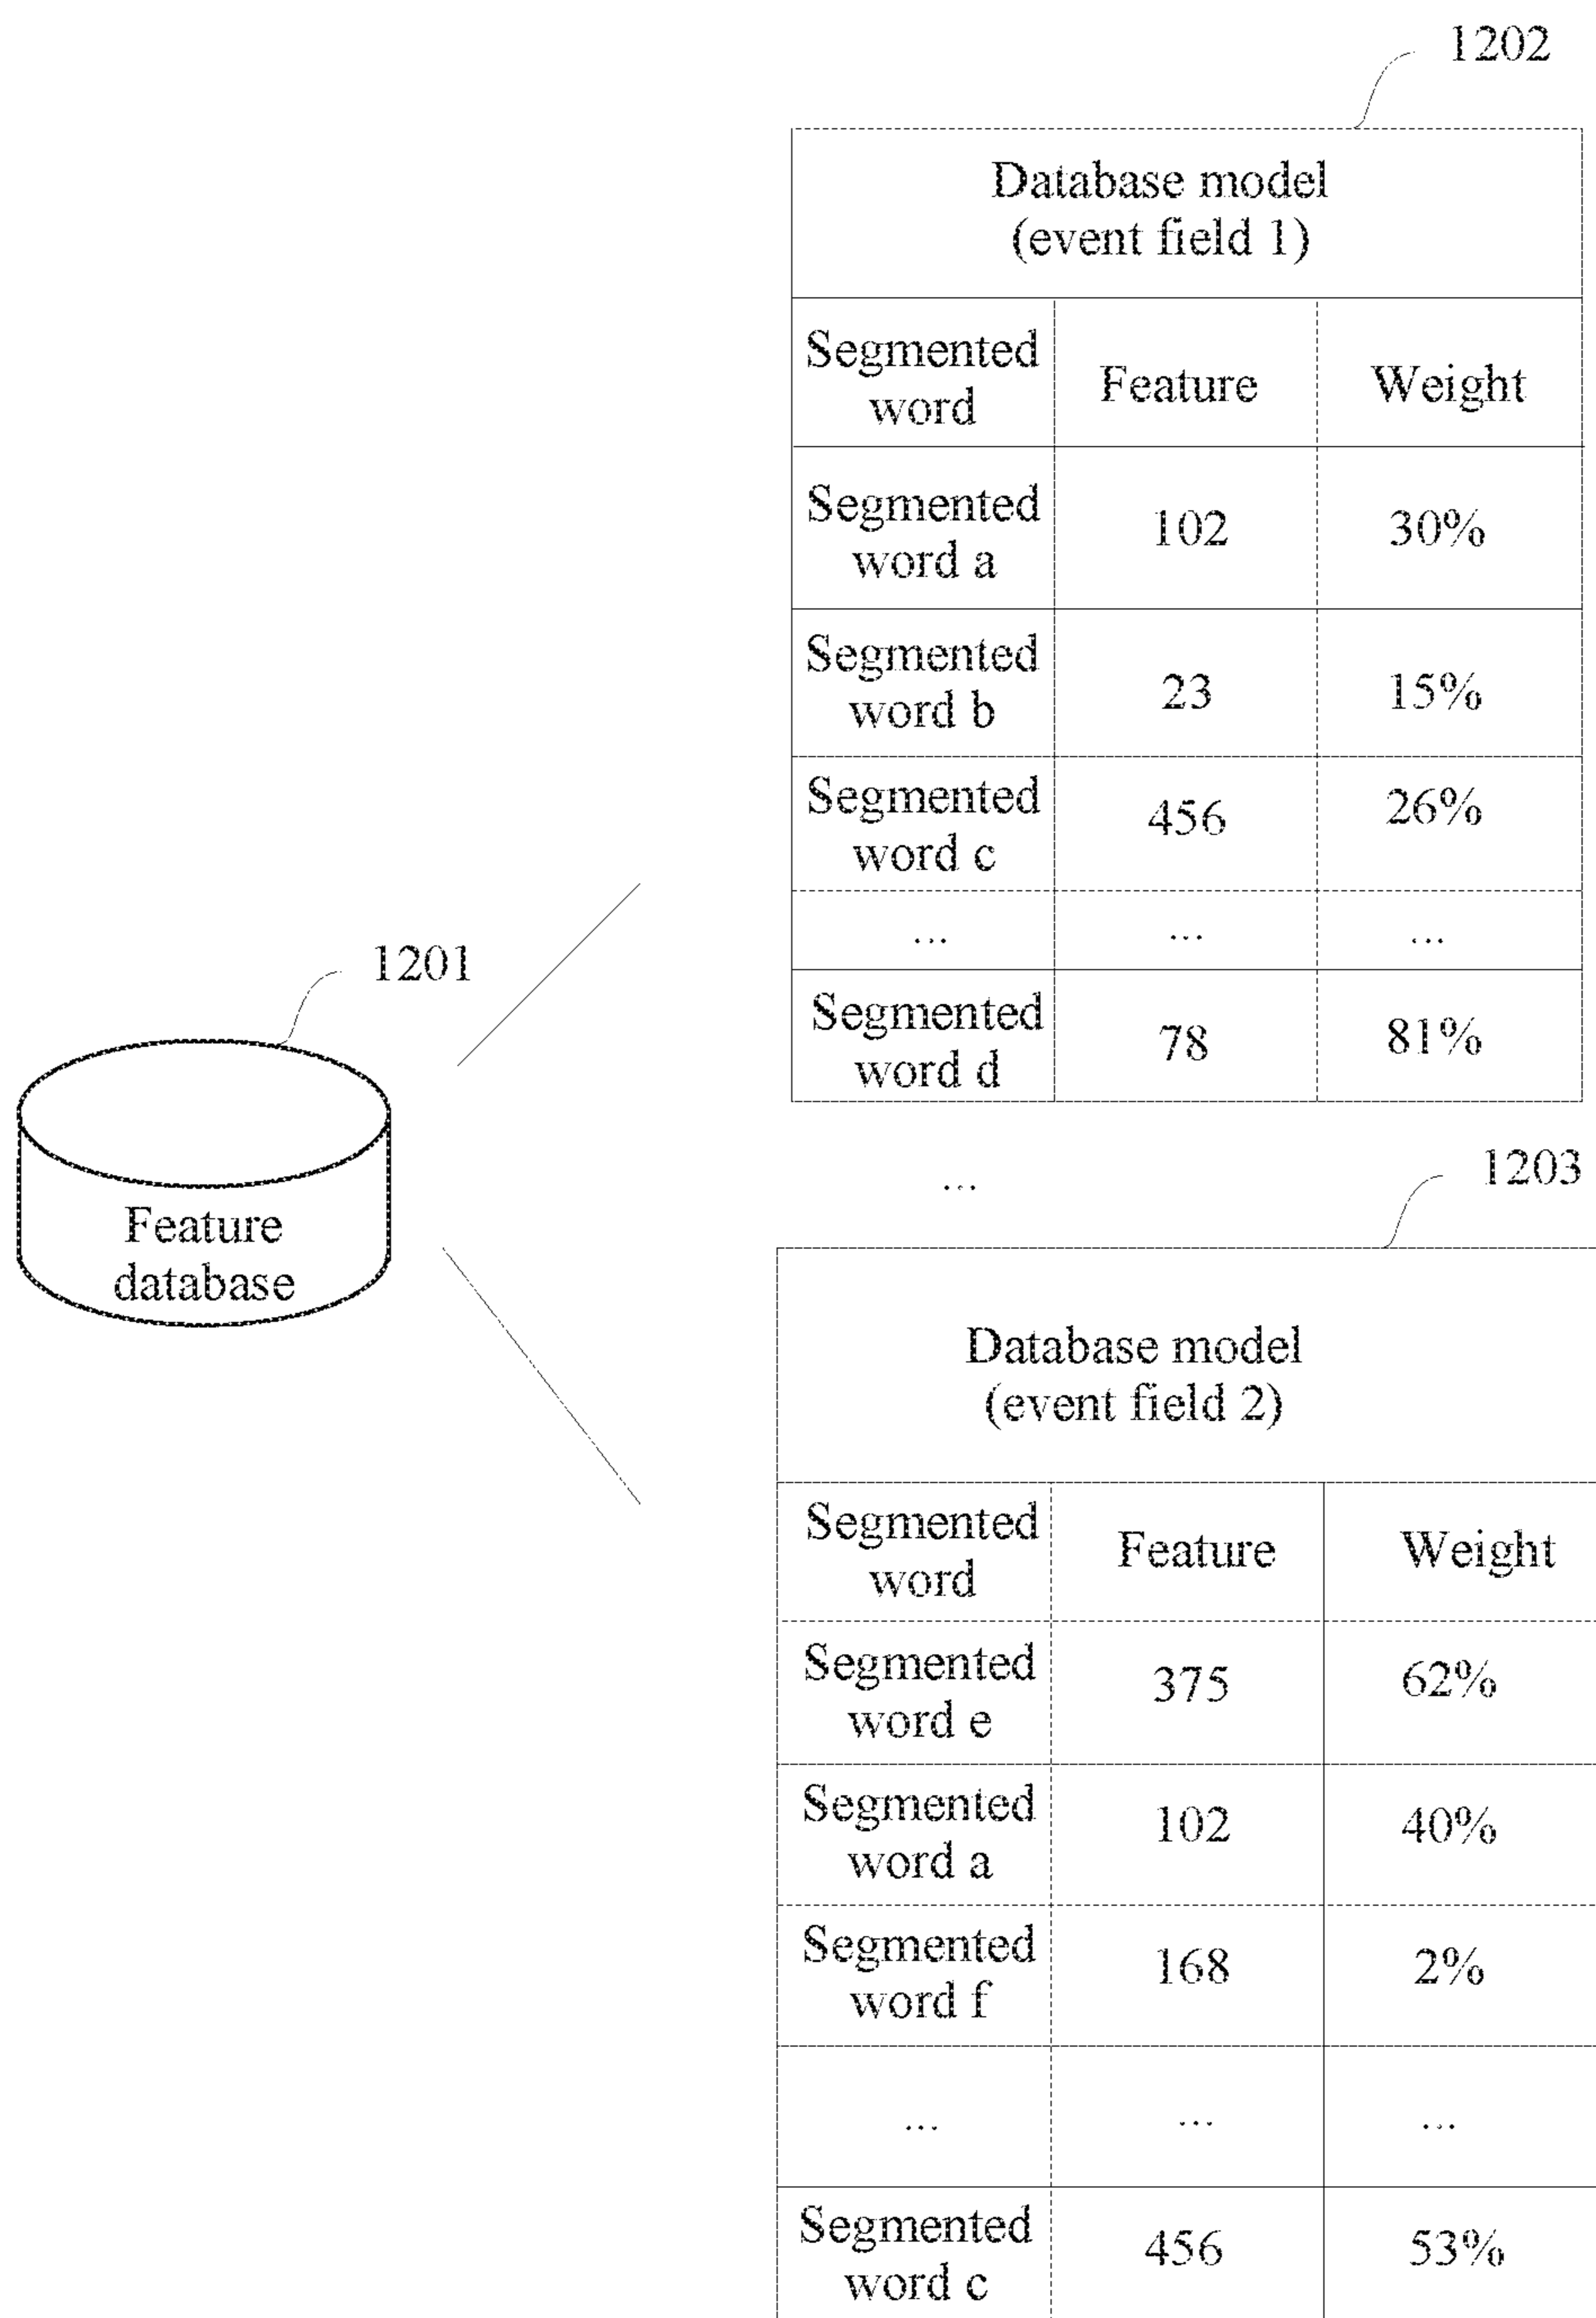 1202
Database model
(event field 1)
Segmented
word
Feature
Weight
Segmented
word a
102
30%
Segmented
word b
23
15%
Segmented
word c
456
26%
...
...
...
Segmented
word d
78
81%
1201
Feature
database
...
1203
Database model
(event field 2)
Segmented
word
Feature
Weight
Segmented
word e
375
62%
Segmented
word a
102
40%
Segmented
word f
168
2%
...
...
...
Segmented
word c
456
53%